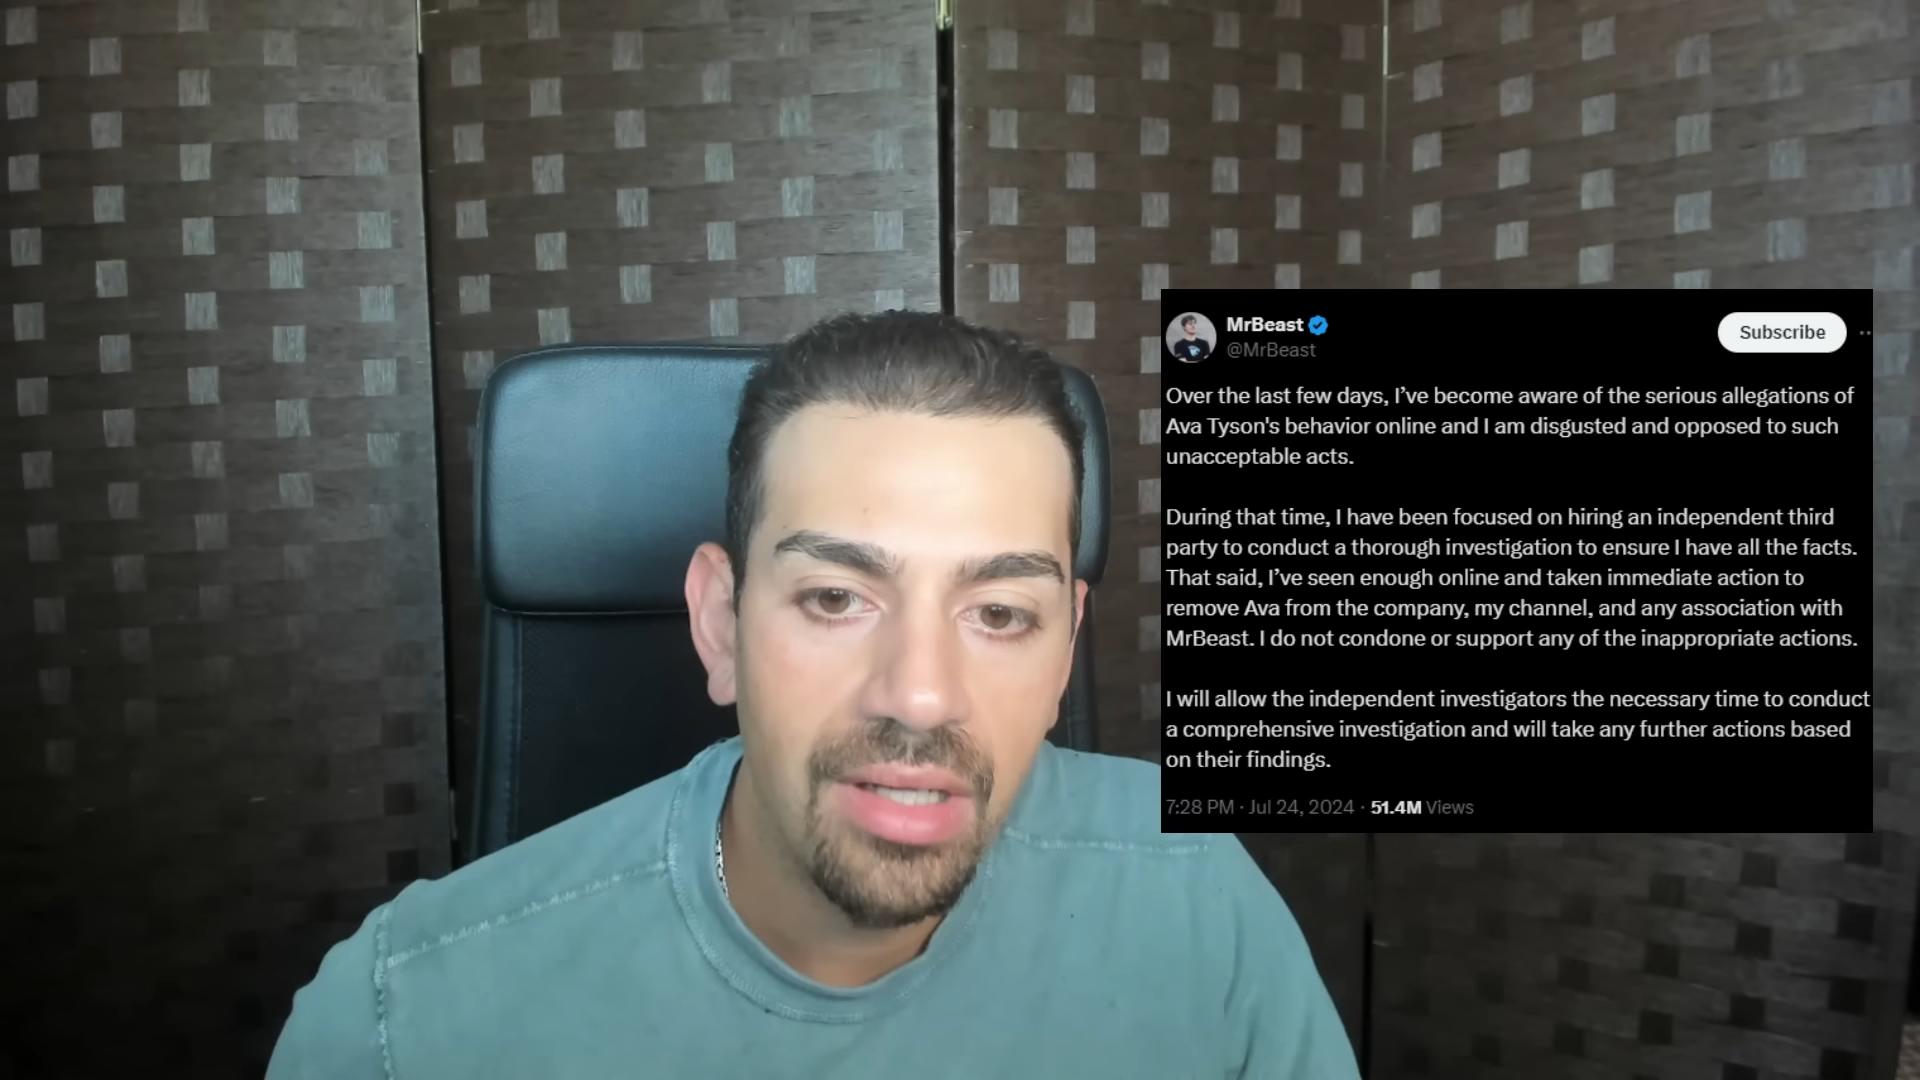 MrBeast
@MrBeast
Subscribe
Over the last few days, I’ve become aware of the serious allegations of
Ava Tyson's behavior online and I am disgusted and opposed to such
unacceptable acts.
During that time, I have been focused on hiring an independent third
party to conduct a thorough investigation to ensure I have all the facts.
That said, I’ve seen enough online and taken immediate action to
remove Ava from the company, my channel, and any association with
MrBeast. I do not condone or support any of the inappropriate actions.
I will allow the independent investigators the necessary time to conduct
a comprehensive investigation and will take any further actions based
on their findings.
7:28 PM · Jul 24, 2024 · 51.4M Views